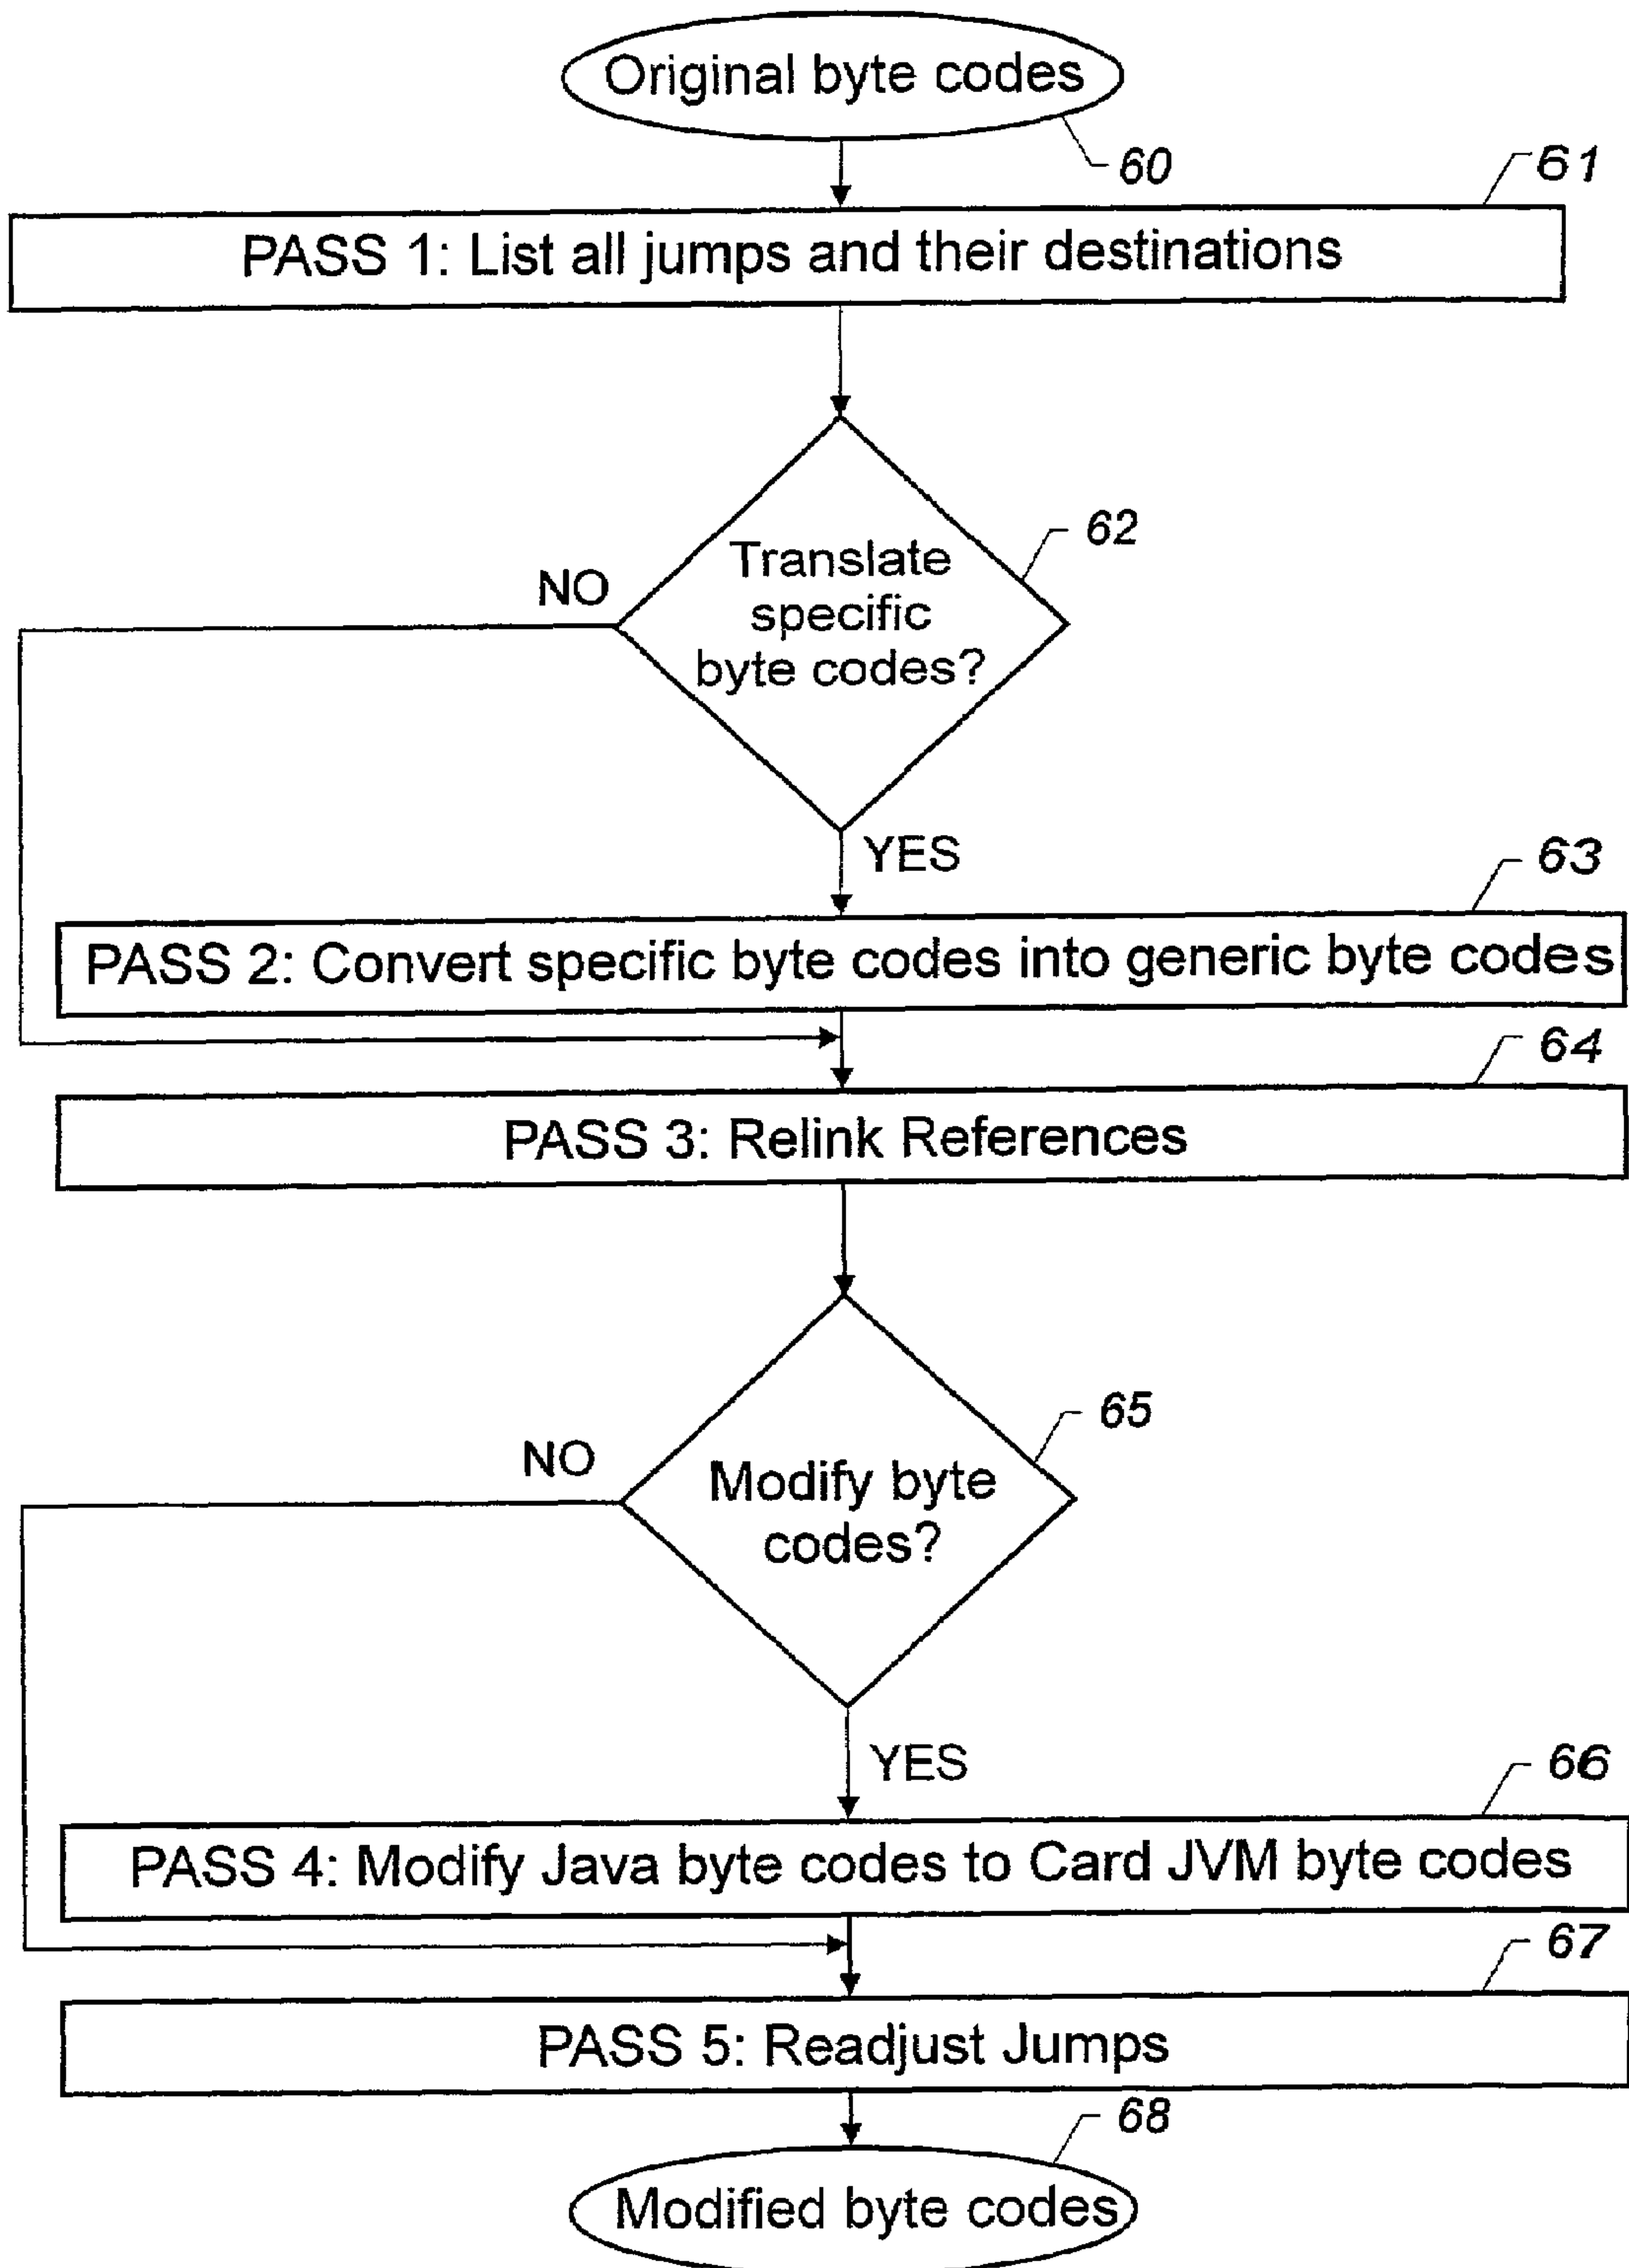 Original byte codes
60
61
PASS 1: List all jumps and their destinations
62
Translate
specific
byte codes?
NO
YES
63
PASS 2: Convert specific byte codes into generic byte codes
64
PASS 3: Relink References
65
Modify byte
codes?
NO
YES
66
PASS 4: Modify Java byte codes to Card JVM byte codes
67
PASS 5: Readjust Jumps
68
Modified byte codes